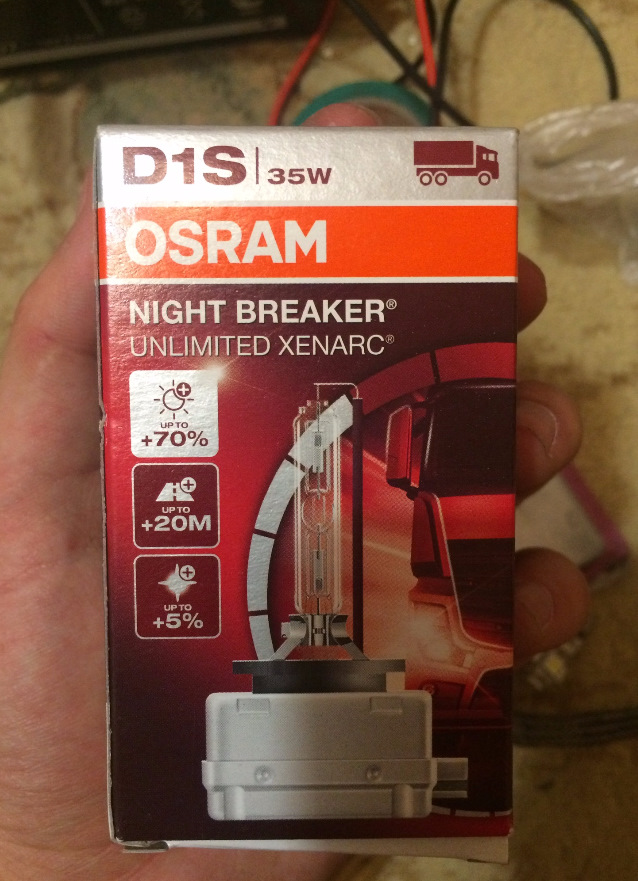 D1S | 35W
OSRAM
NIGHT BREAKER®
UNLIMITED XENARC®
UP TO
+70%
UP TO
+20M
UP TO
+5%